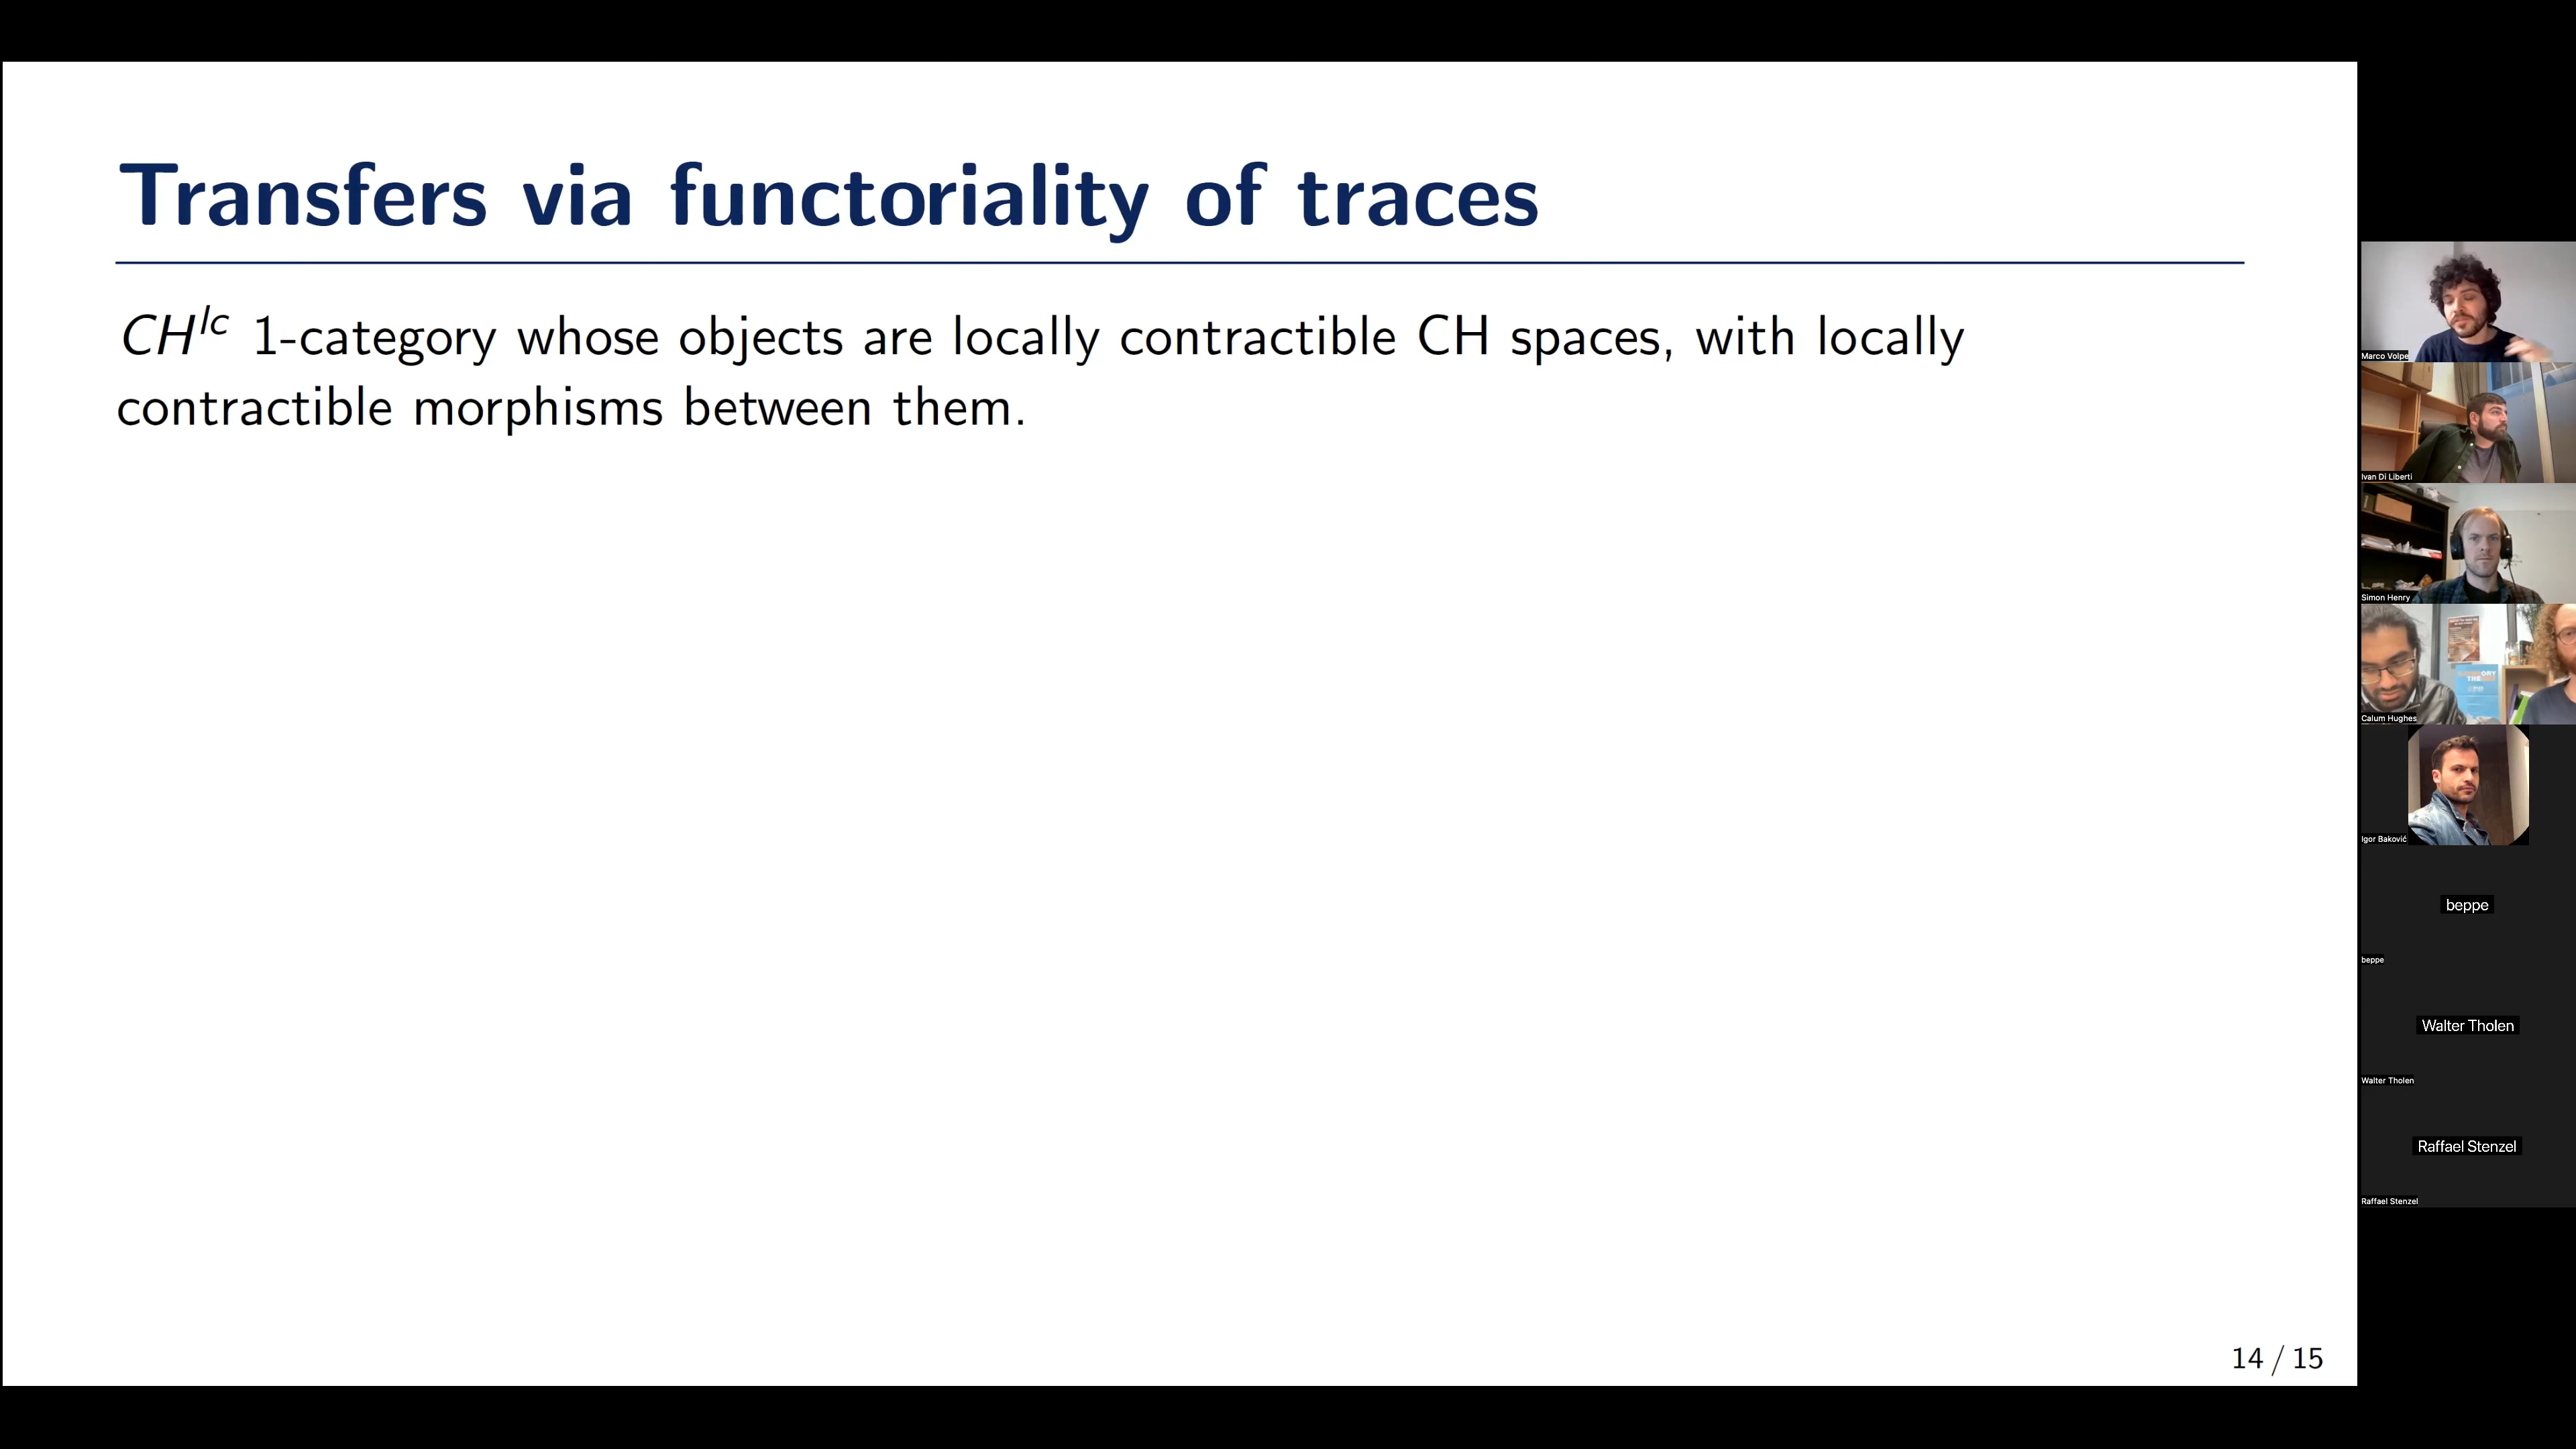 Transfers via functoriality of traces
CH^lc 1-category whose objects are locally contractible CH spaces, with locally
contractible morphisms between them.
14 / 15
Marco Volpe
Ivan Di Liberti
Simon Henry
ORY
THE
Calum Hughes
Igor Baković
beppe
beppe
Walter Tholen
Walter Tholen
Raffael Stenzel
Raffael Stenzel